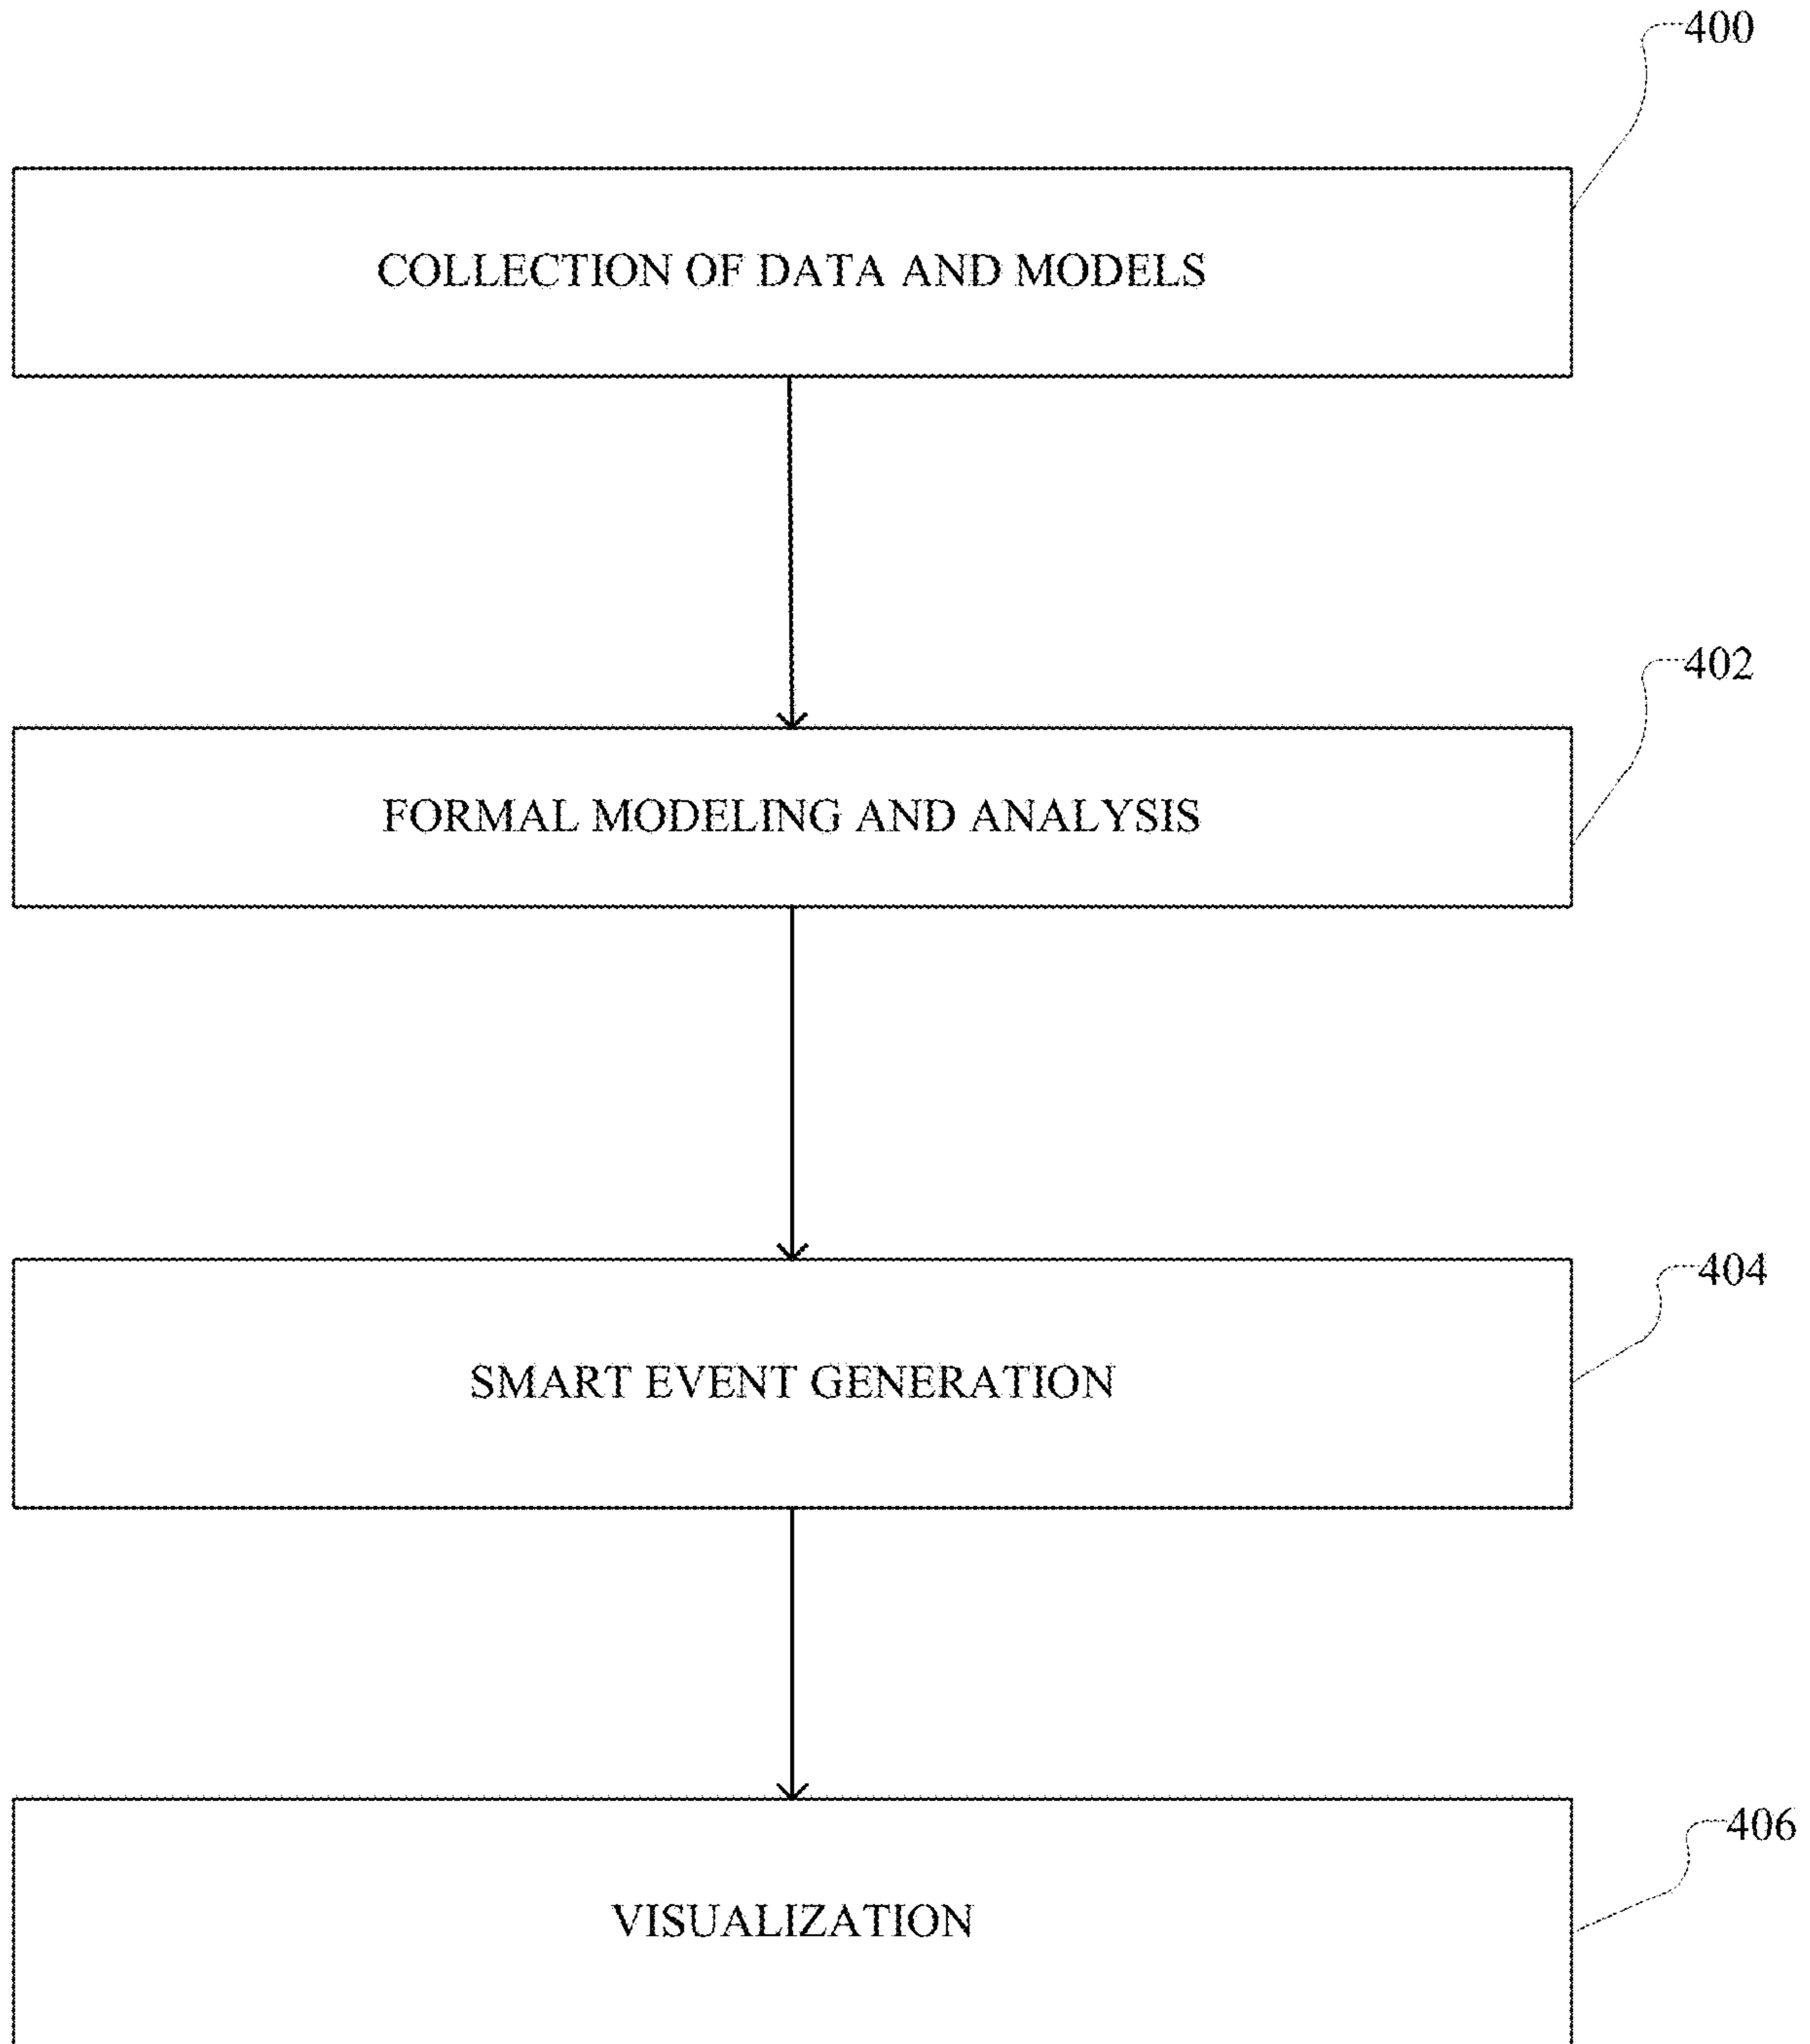 400
COLLECTION OF DATA AND MODELS
402
FORMAL MODELING AND ANALYSIS
404
SMART EVENT GENERATION
406
VISUALIZATION